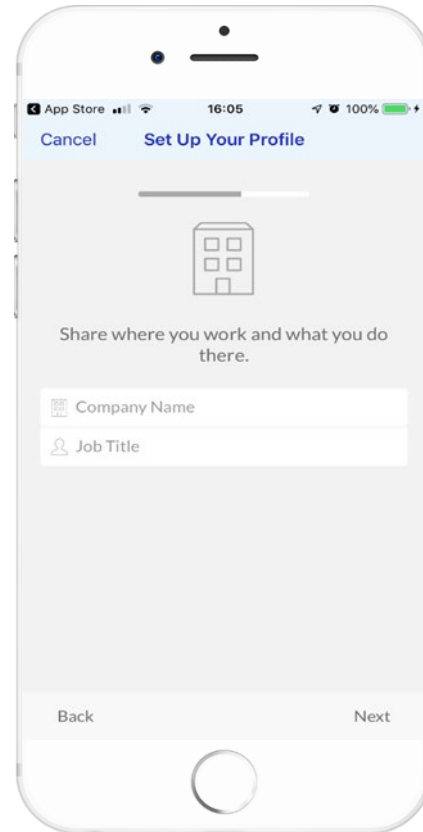 App Store 16:05 100%
Cancel Set Up Your Profile
Share where you work and what you do
there.
Company Name
Job Title
Back Next